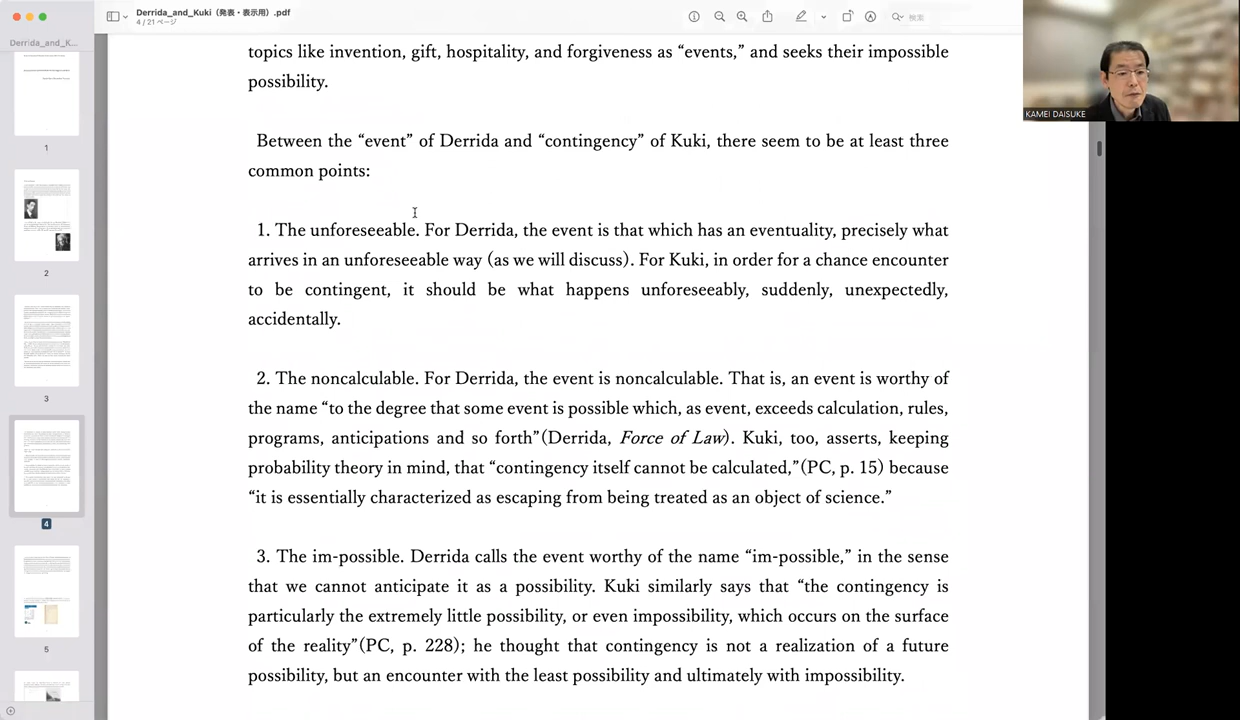 Derrida_and_Kuki（発表・表示用）.pdf
4 / 21 ページ
検索
Derrida_and_K...
1
2
3
4
5
topics like invention, gift, hospitality, and forgiveness as “events,” and seeks their impossible
possibility.
Between the “event” of Derrida and “contingency” of Kuki, there seem to be at least three
common points:
1. The unforeseeable. For Derrida, the event is that which has an eventuality, precisely what
arrives in an unforeseeable way (as we will discuss). For Kuki, in order for a chance encounter
to be contingent, it should be what happens unforeseeably, suddenly, unexpectedly,
accidentally.
2. The noncalculable. For Derrida, the event is noncalculable. That is, an event is worthy of
the name “to the degree that some event is possible which, as event, exceeds calculation, rules,
programs, anticipations and so forth”(Derrida, Force of Law). Kuki, too, asserts, keeping
probability theory in mind, that “contingency itself cannot be calculated,”(PC, p. 15) because
“it is essentially characterized as escaping from being treated as an object of science.”
3. The im-possible. Derrida calls the event worthy of the name “im-possible,” in the sense
that we cannot anticipate it as a possibility. Kuki similarly says that “the contingency is
particularly the extremely little possibility, or even impossibility, which occurs on the surface
of the reality”(PC, p. 228); he thought that contingency is not a realization of a future
possibility, but an encounter with the least possibility and ultimately with impossibility.
KAMEI DAISUKE